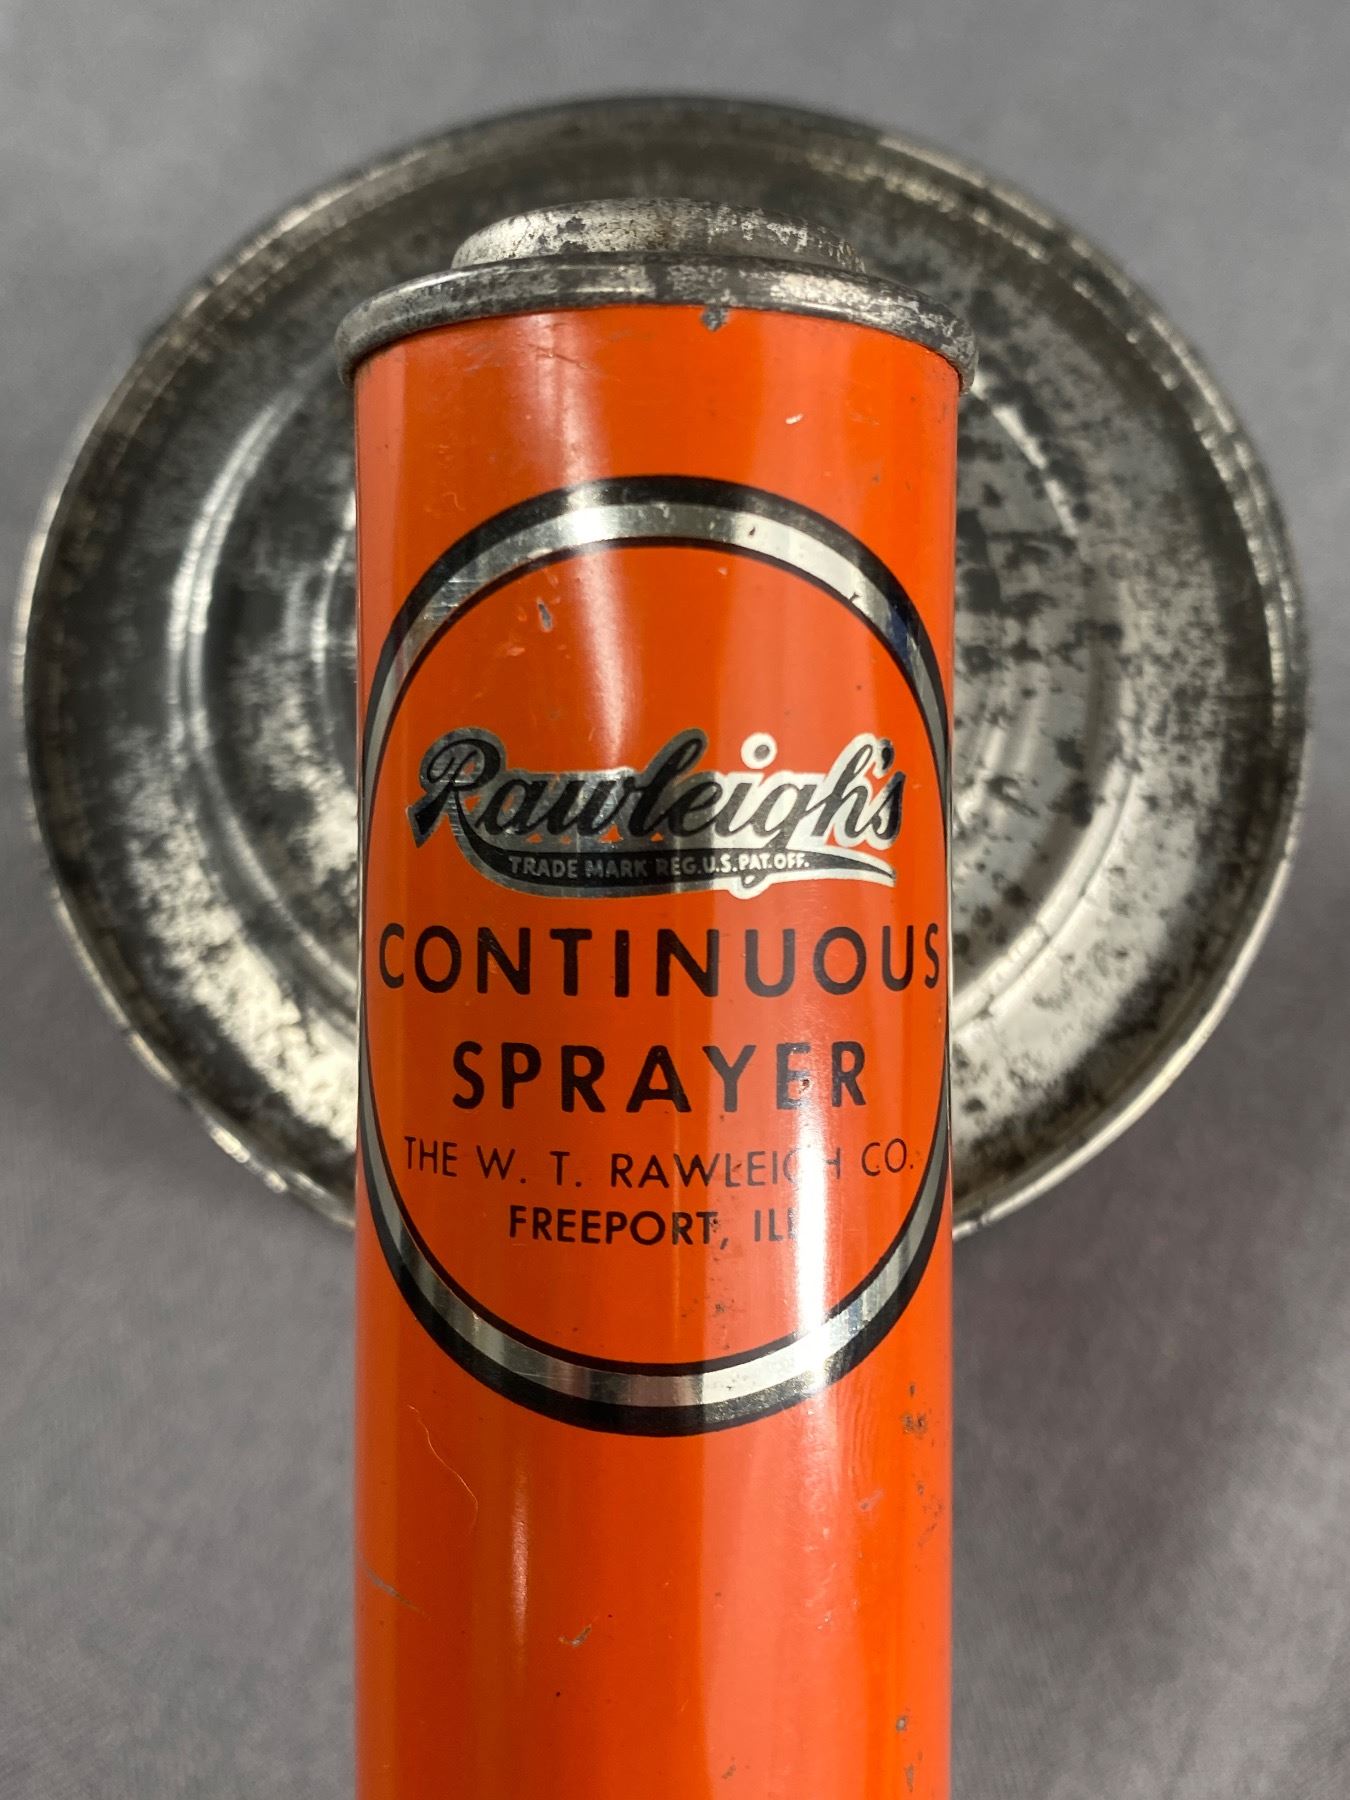 Rawleigh's
TRADE MARK REG.U.S.PAT.OFF.
CONTINUOUS
SPRAYER
THE W. T. RAWLEIGH CO.
FREEPORT, ILL